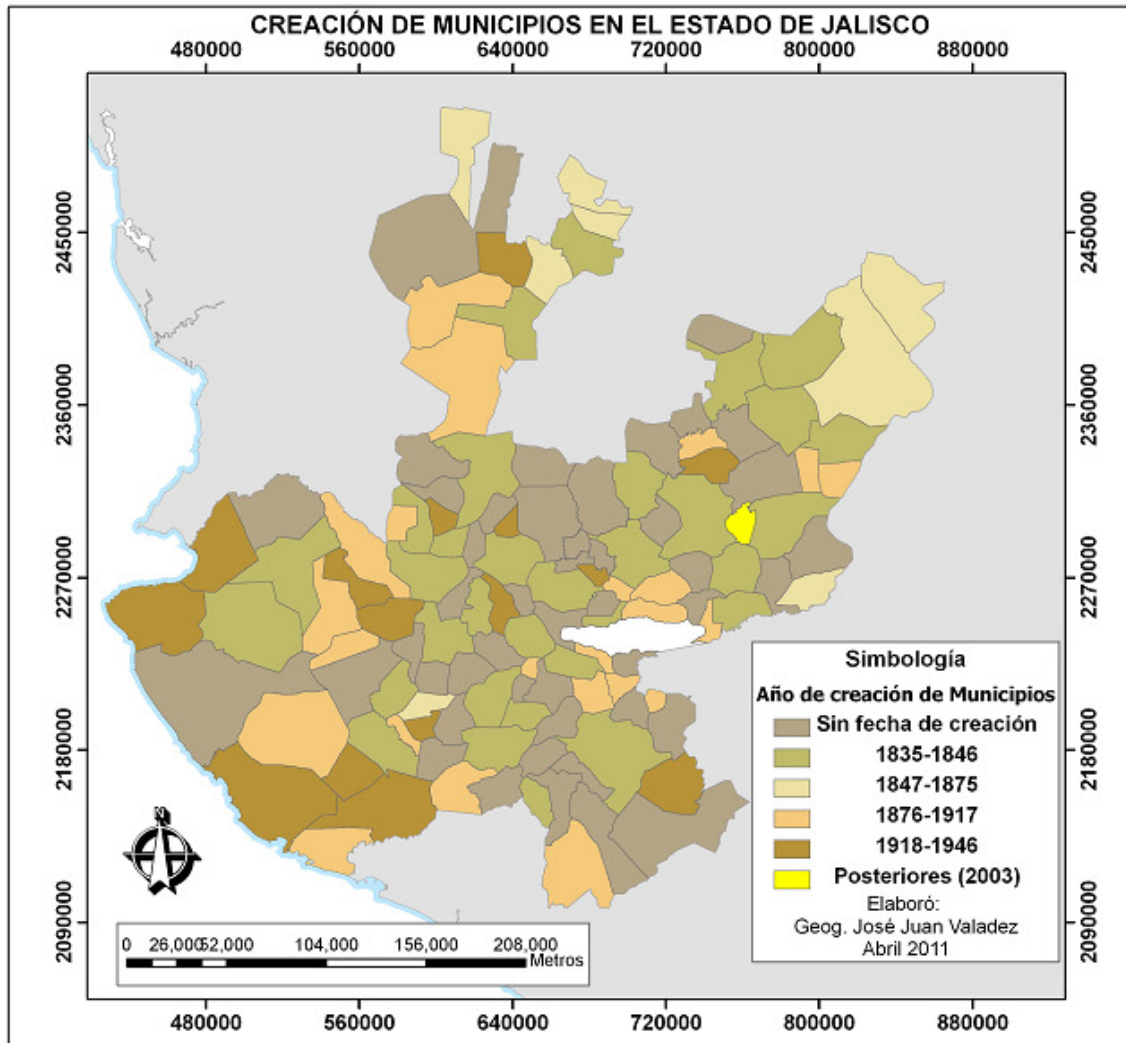 CREACIÓN DE MUNICIPIOS EN EL ESTADO DE JALISCO
480000 560000 640000 720000 800000 880000
2450000 2450000
2360000 2360000
2270000 2270000
2180000 2180000
2090000 2090000
Simbología
Año de creación de Municipios
Sin fecha de creación
1835-1846
1847-1875
1876-1917
1918-1946
Posteriores (2003)
Elaboró:
Geog. José Juan Valadez
Abril 2011
N
0 26,000 52,000 104,000 156,000 208,000
Metros
480000 560000 640000 720000 800000 880000